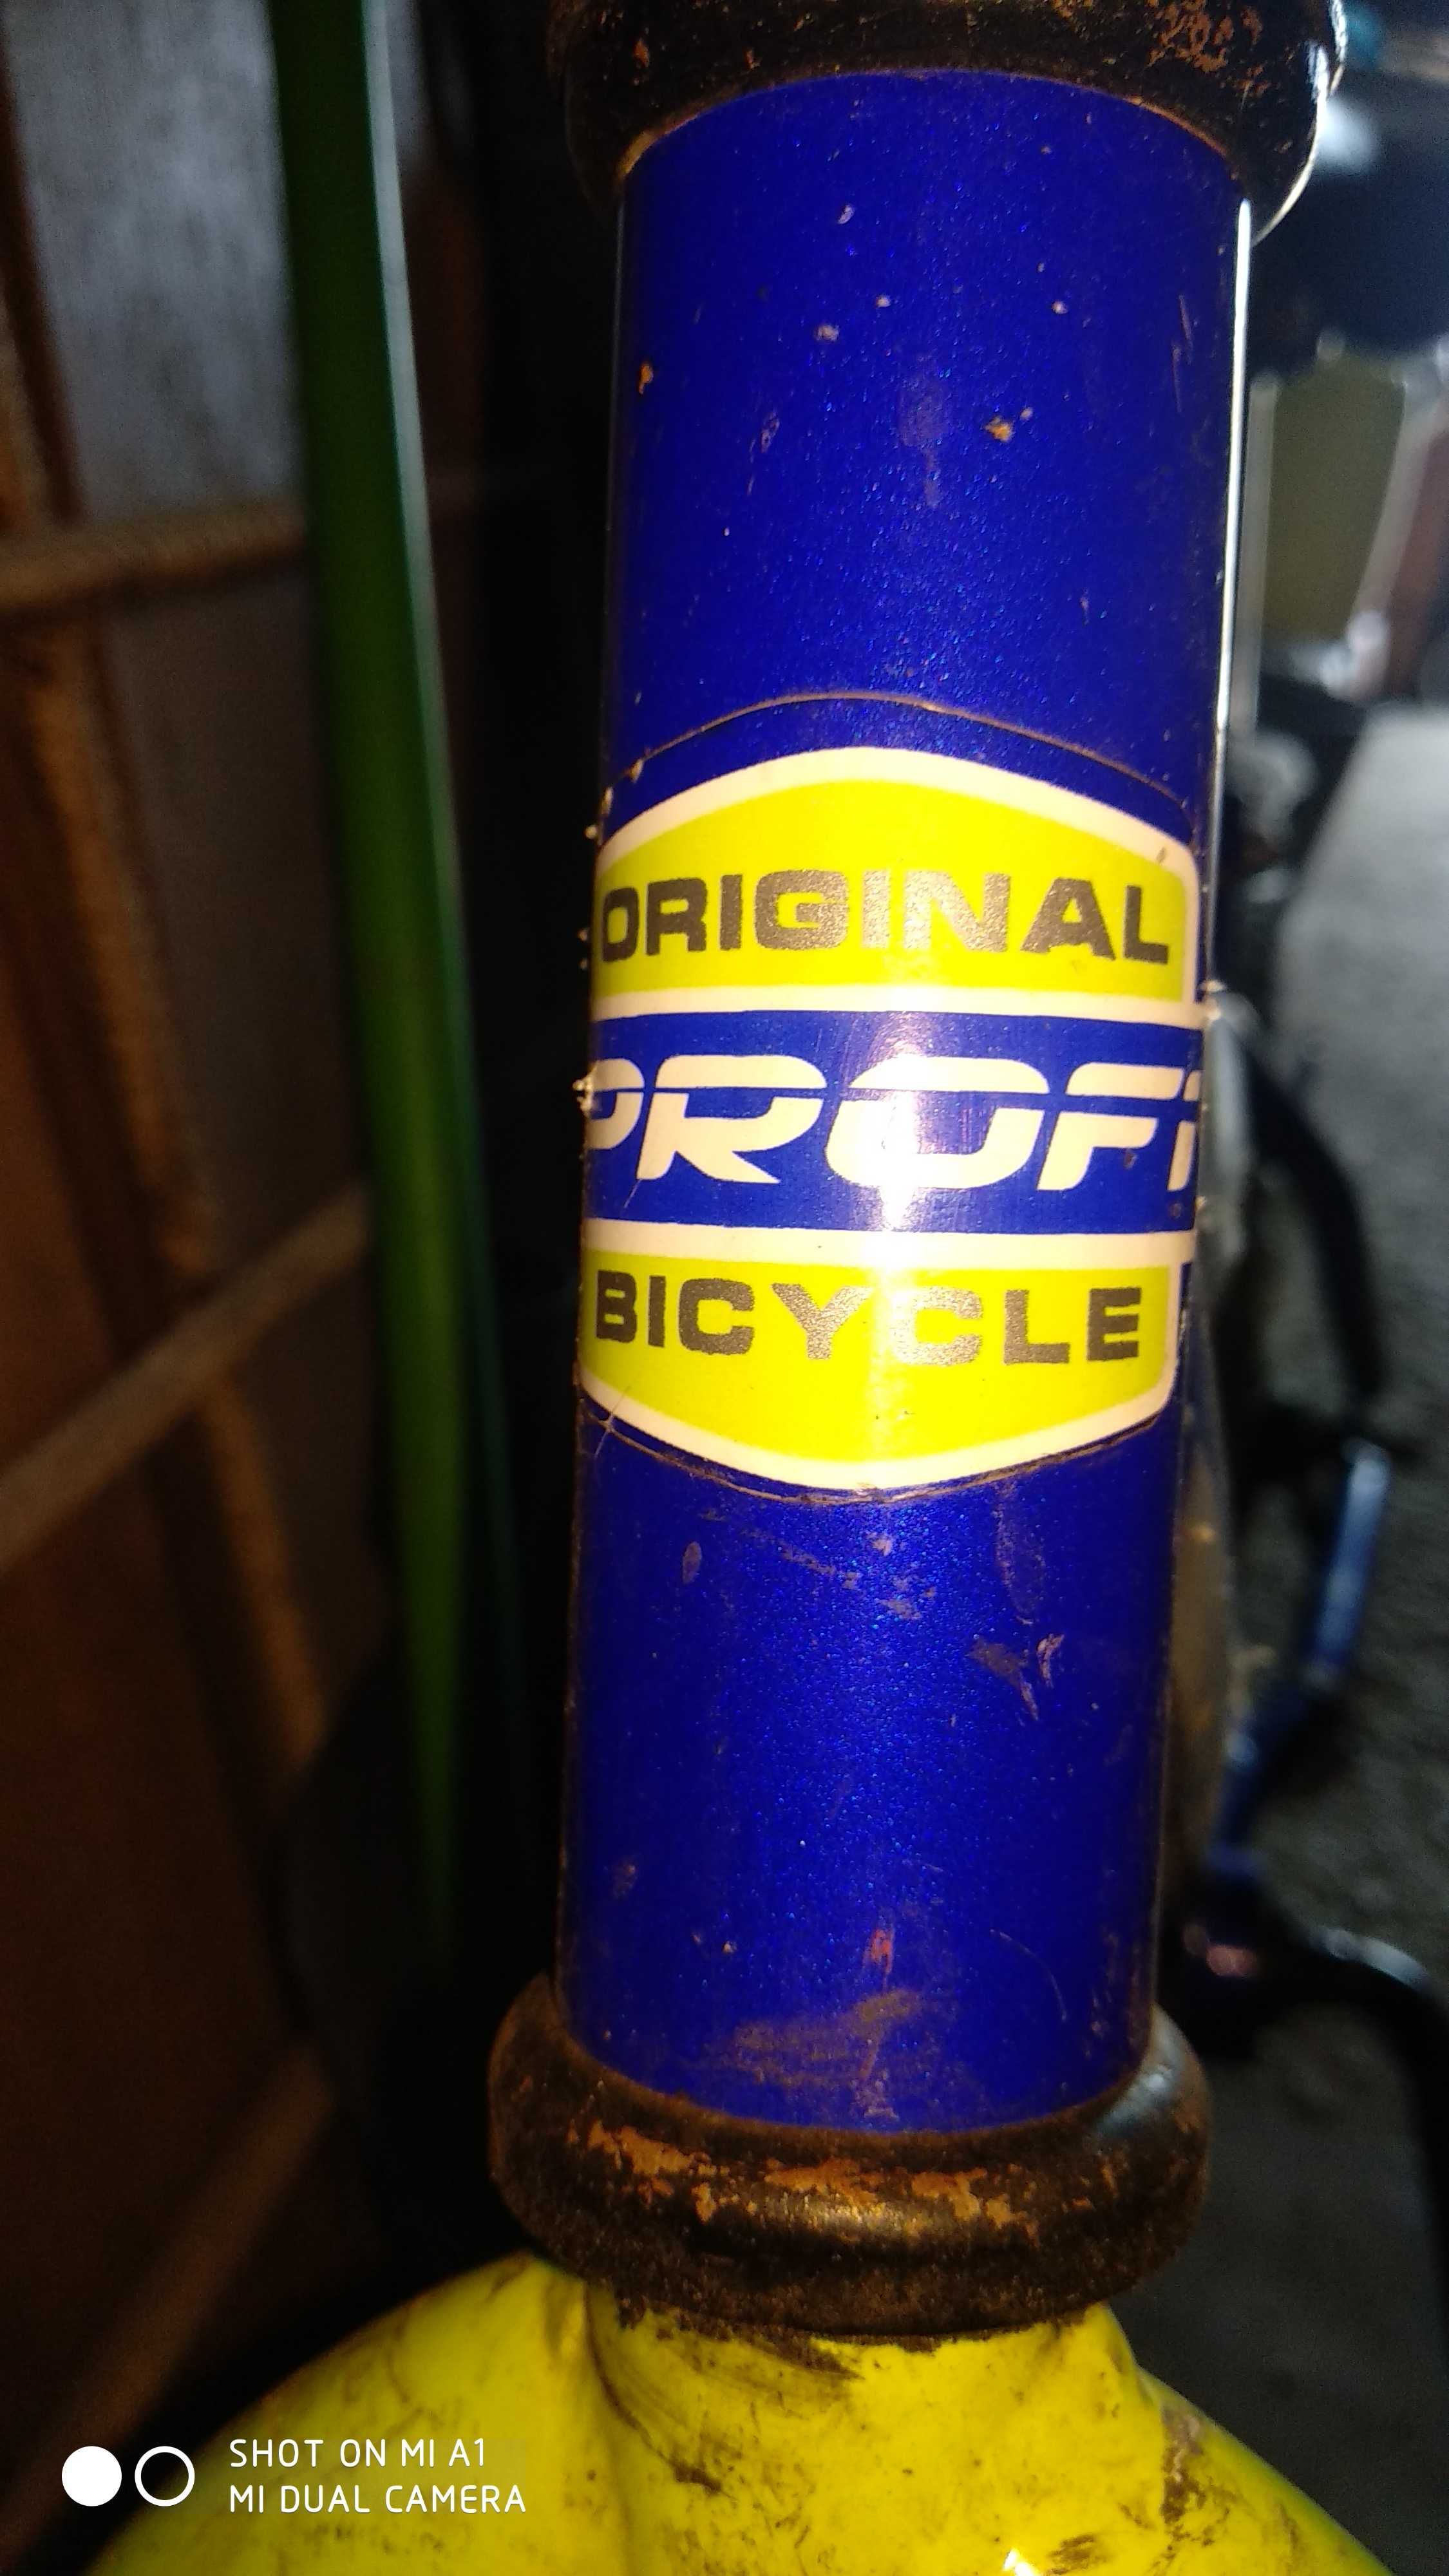 ORIGINAL
PROFI
BICYCLE
SHOT ON MI A1
MI DUAL CAMERA